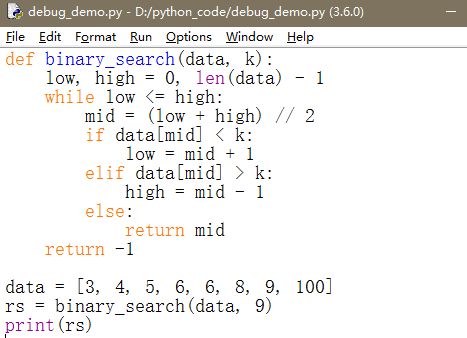 debug_demo.py - D:/python_code/debug_demo.py (3.6.0)
File Edit Format Run Options Window Help
def binary_search(data, k):
    low, high = 0, len(data) - 1
    while low <= high:
        mid = (low + high) // 2
        if data[mid] < k:
            low = mid + 1
        elif data[mid] > k:
            high = mid - 1
        else:
            return mid
    return -1

data = [3, 4, 5, 6, 6, 8, 9, 100]
rs = binary_search(data, 9)
print(rs)